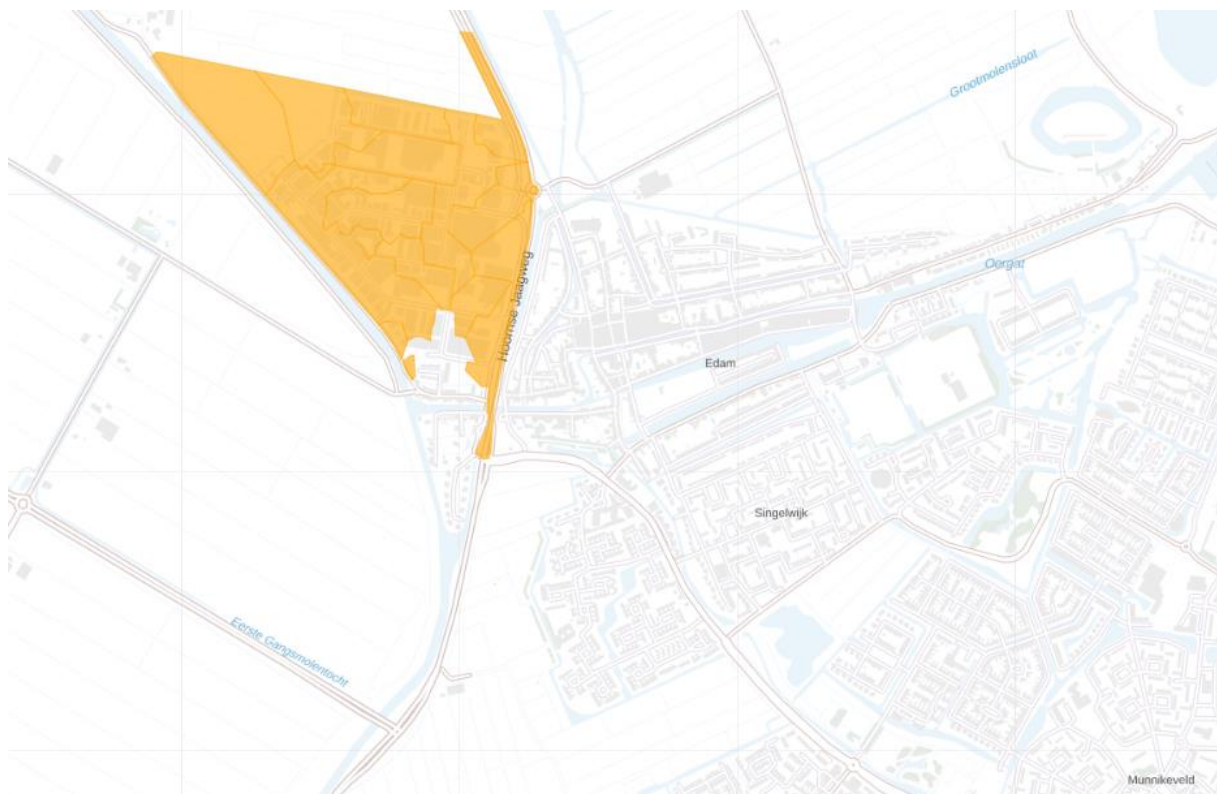 Grootmolensloot
Oorgat
Hoornse Jaagweg
Edam
Singelwijk
Eerste Gangsmolentocht
Munnikeveld